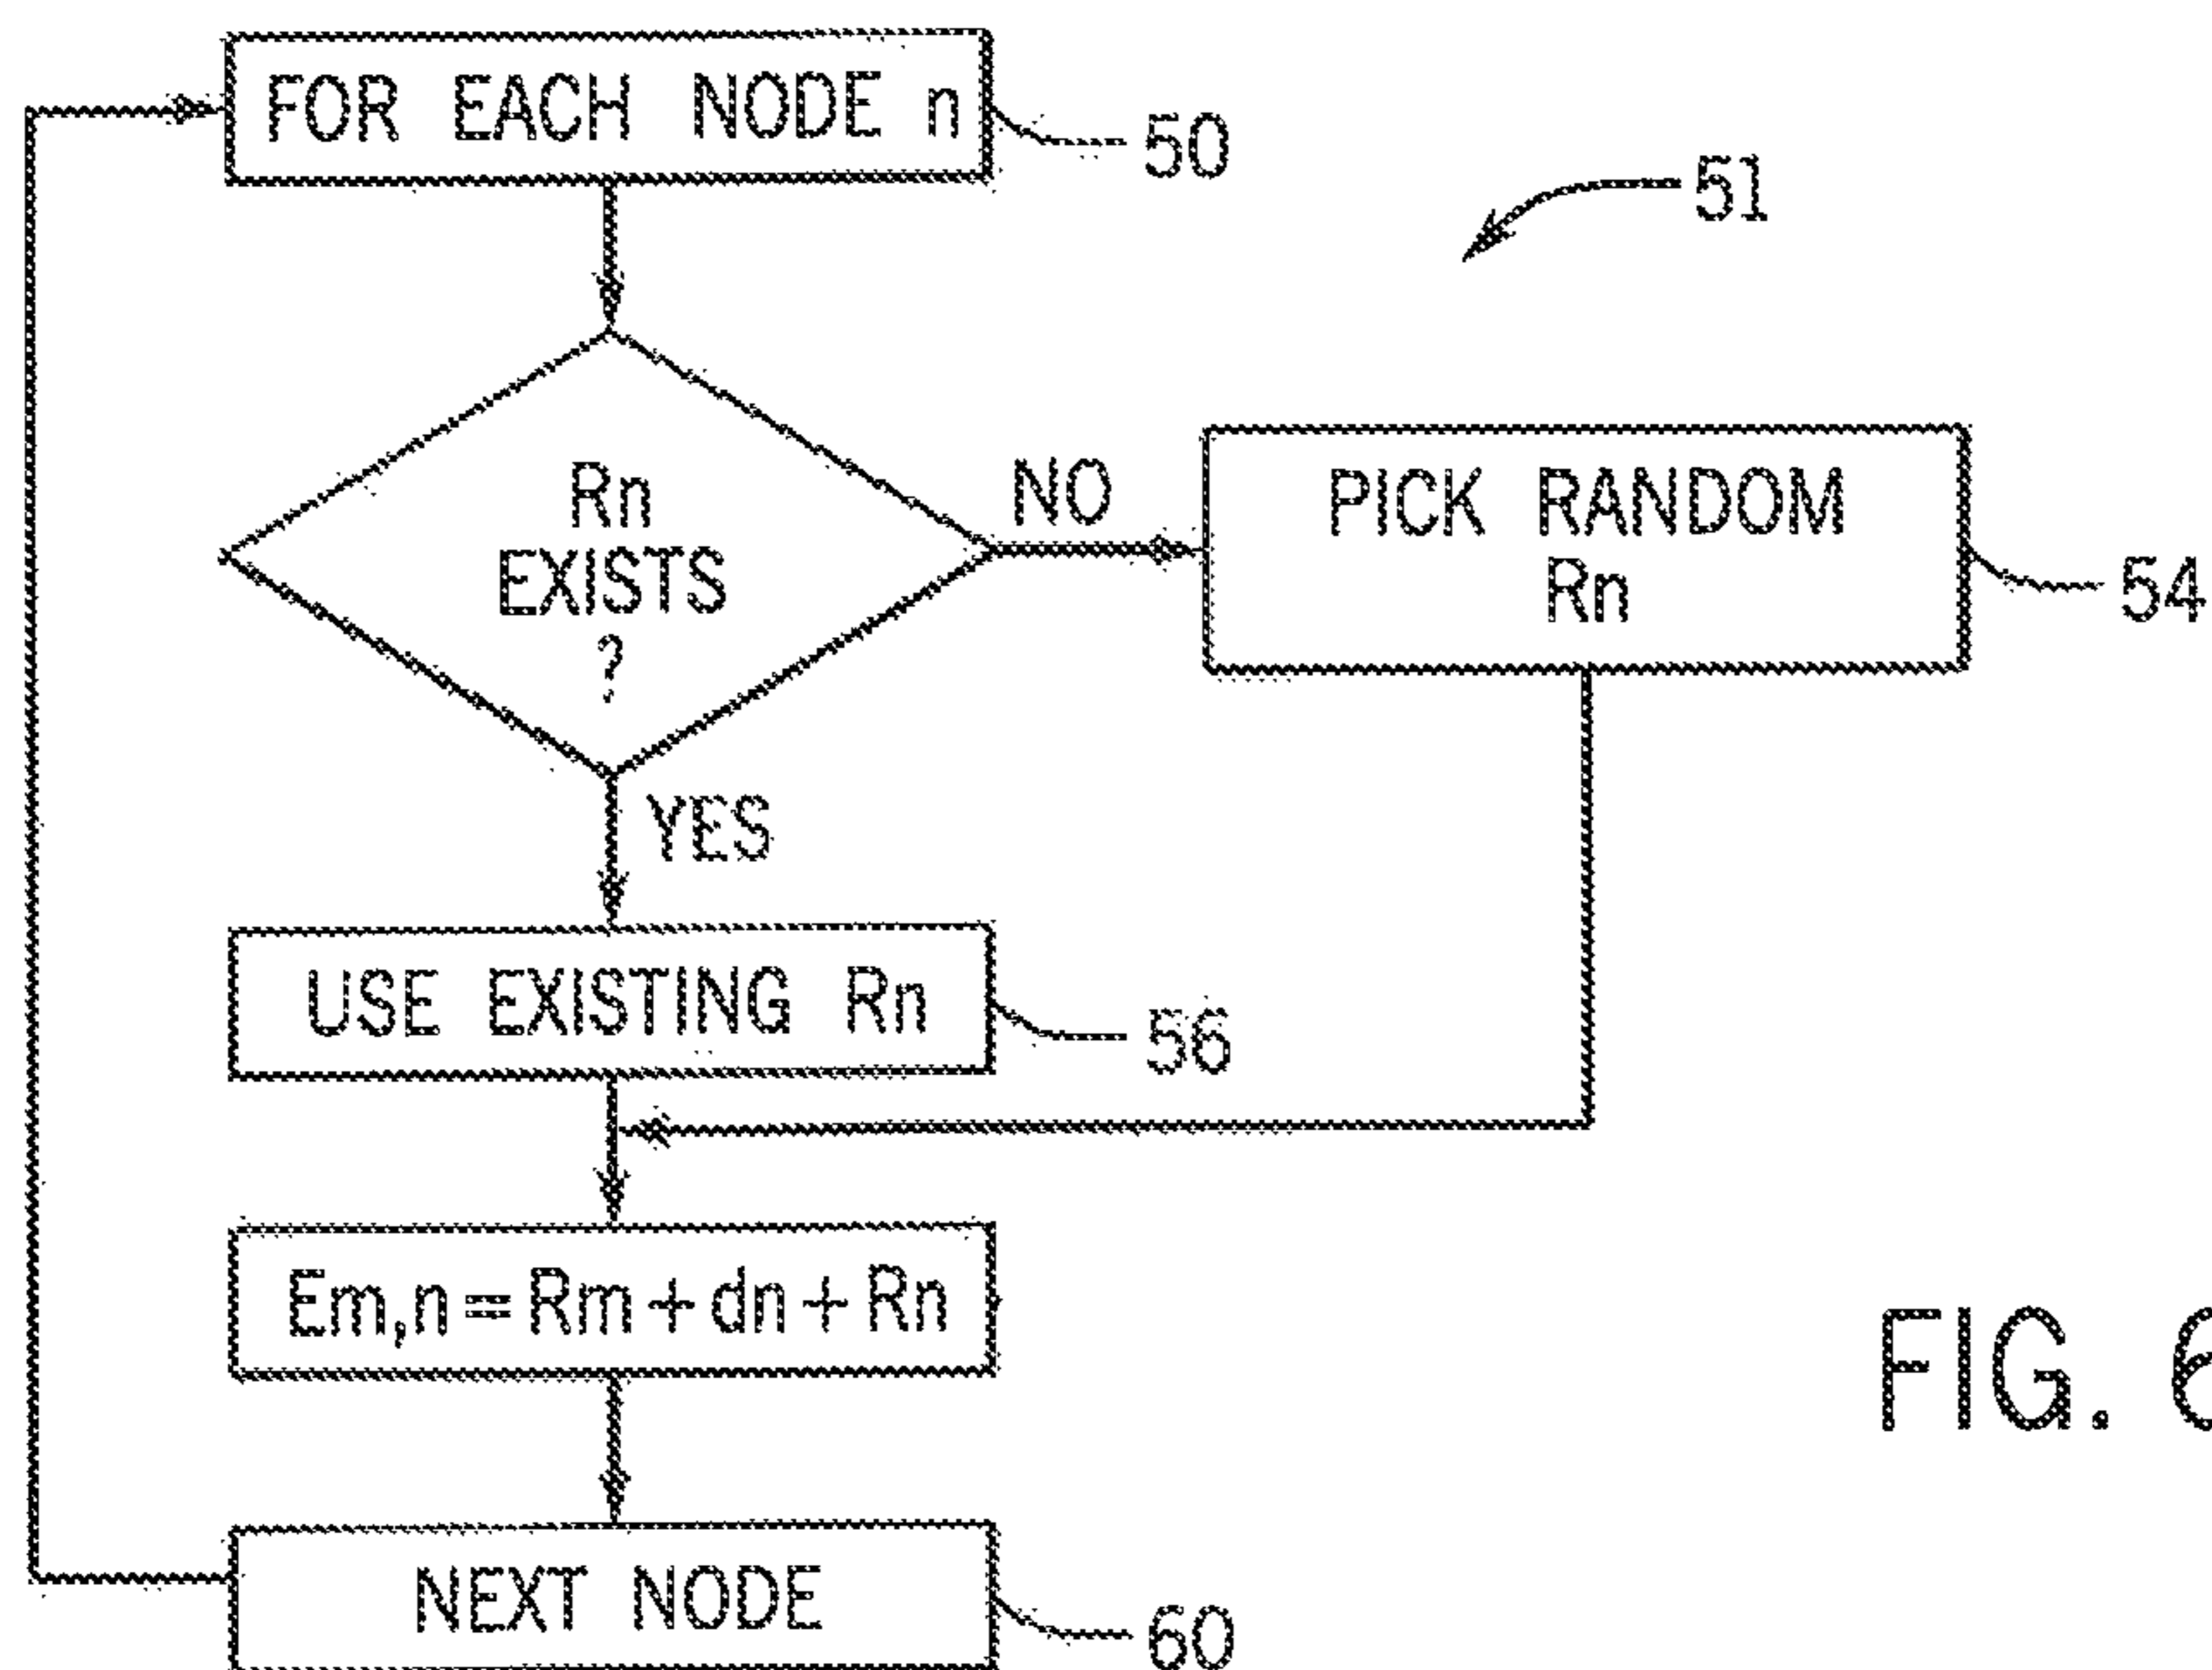 FOR EACH NODE n
50
51
Rn
EXISTS
?
NO
PICK RANDOM
Rn
54
YES
USE EXISTING Rn
56
Em,n=Rm+dn+Rn
NEXT NODE
60
FIG. 6